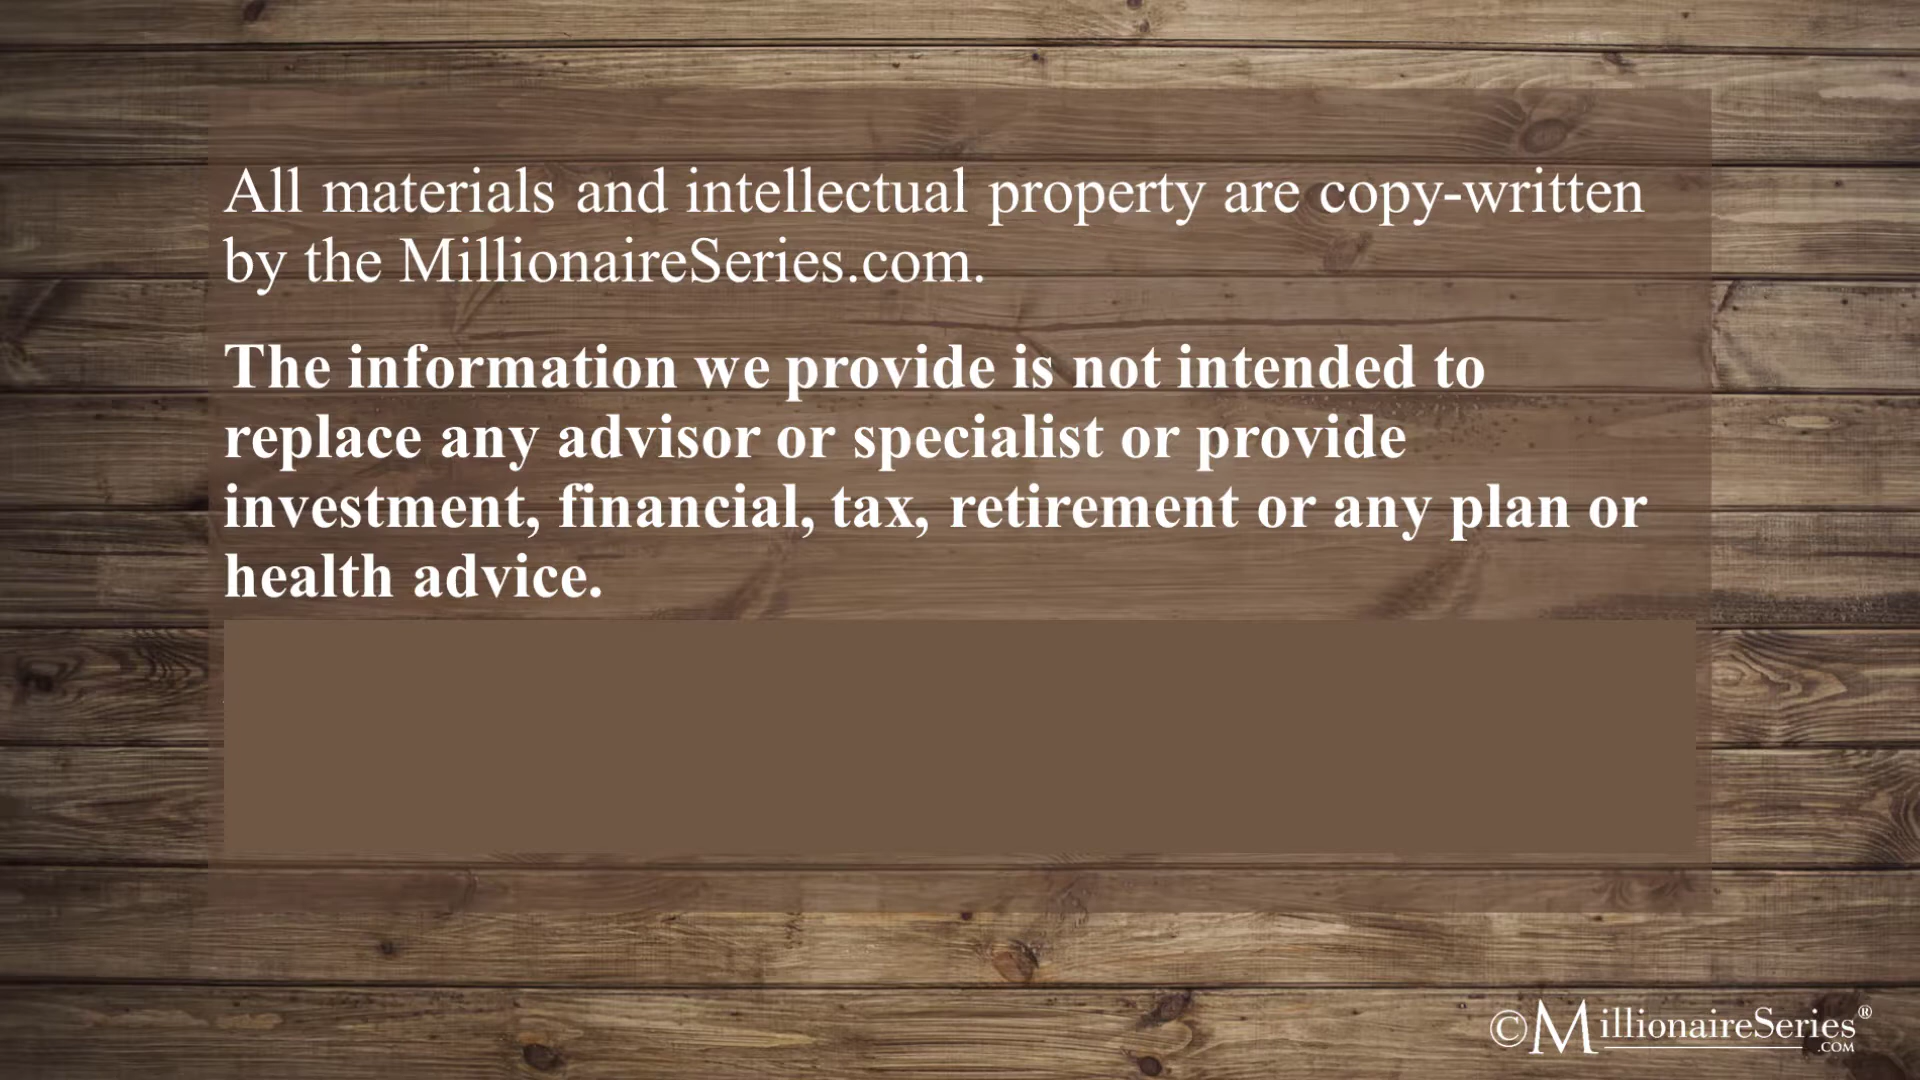 All materials and intellectual property are copy-written
by the MillionaireSeries.com.
The information we provide is not intended to
replace any advisor or specialist or provide
investment, financial, tax, retirement or any plan or
health advice.
©MillionaireSeries®
.COM